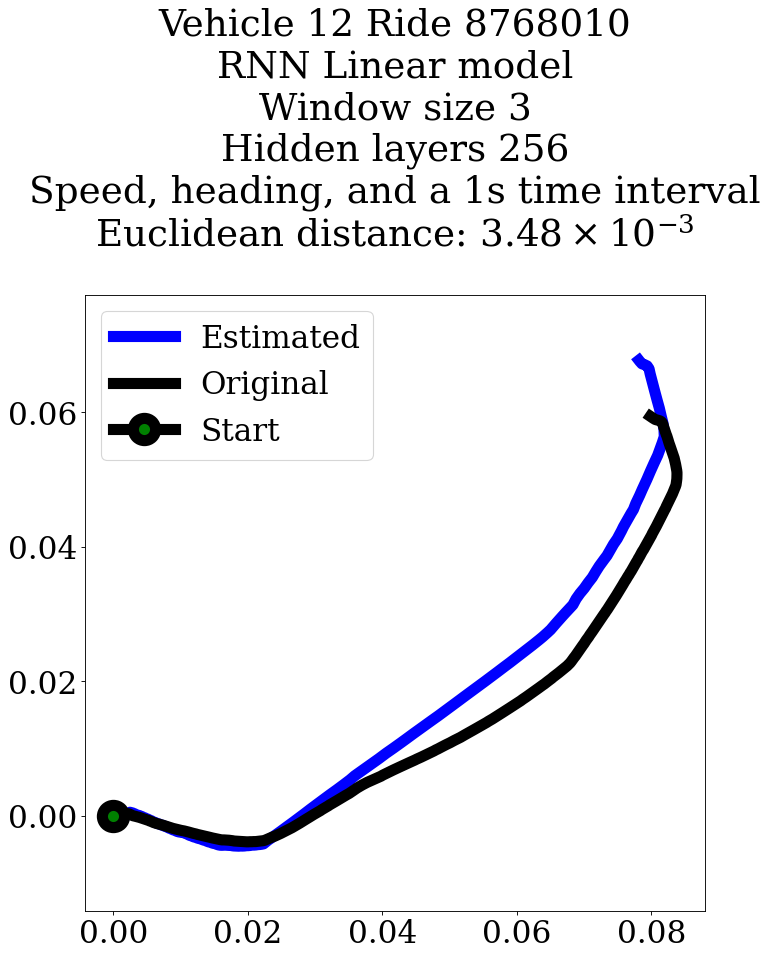 Vehicle 12 Ride 8768010
RNN Linear model
Window size 3
Hidden layers 256
Speed, heading, and a 1s time interval
Euclidean distance: 3.48 × 10⁻³
Estimated
Original
Start
0.06
0.04
0.02
0.00
0.00 0.02 0.04 0.06 0.08